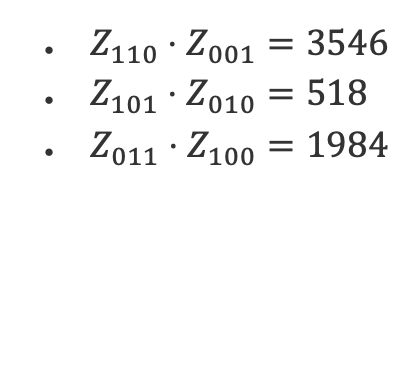 • Z₁₁₀ · Z₀₀₁ = 3546
• Z₁₀₁ · Z₀₁₀ = 518
• Z₀₁₁ · Z₁₀₀ = 1984